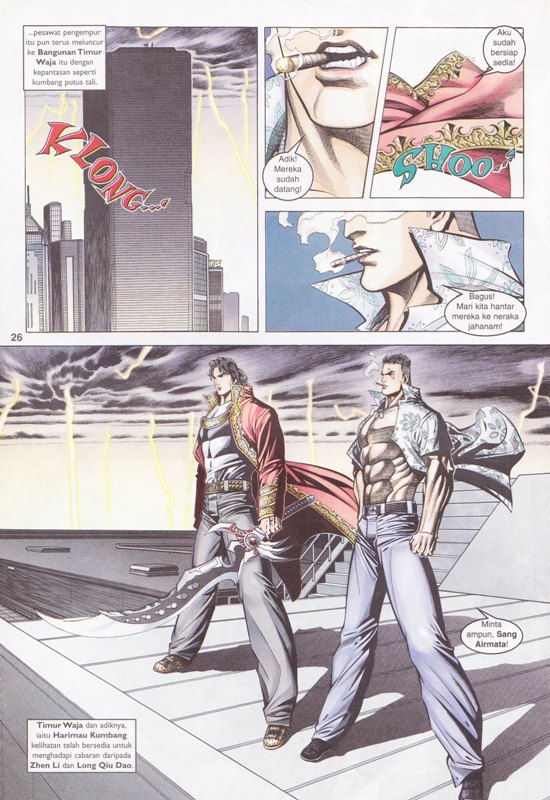 ...pesawat pengempur
itu pun terus meluncur
ke Bangunan Timur
Waja itu dengan
kepantasan seperti
kumbang putus tali.
KLONG...
Adik!
Mereka
sudah
datang!
Aku
sudah
bersiap
sedia!
SHOO...
Bagus!
Mari kita hantar
mereka ke neraka
jahanam!
26
Minta
ampun, Sang
Airmata!
Timur Waja dan adiknya,
iaitu Harimau Kumbang
kelihatan telah bersedia untuk
menghadapi cabaran daripada
Zhen Li dan Long Qiu Dao.